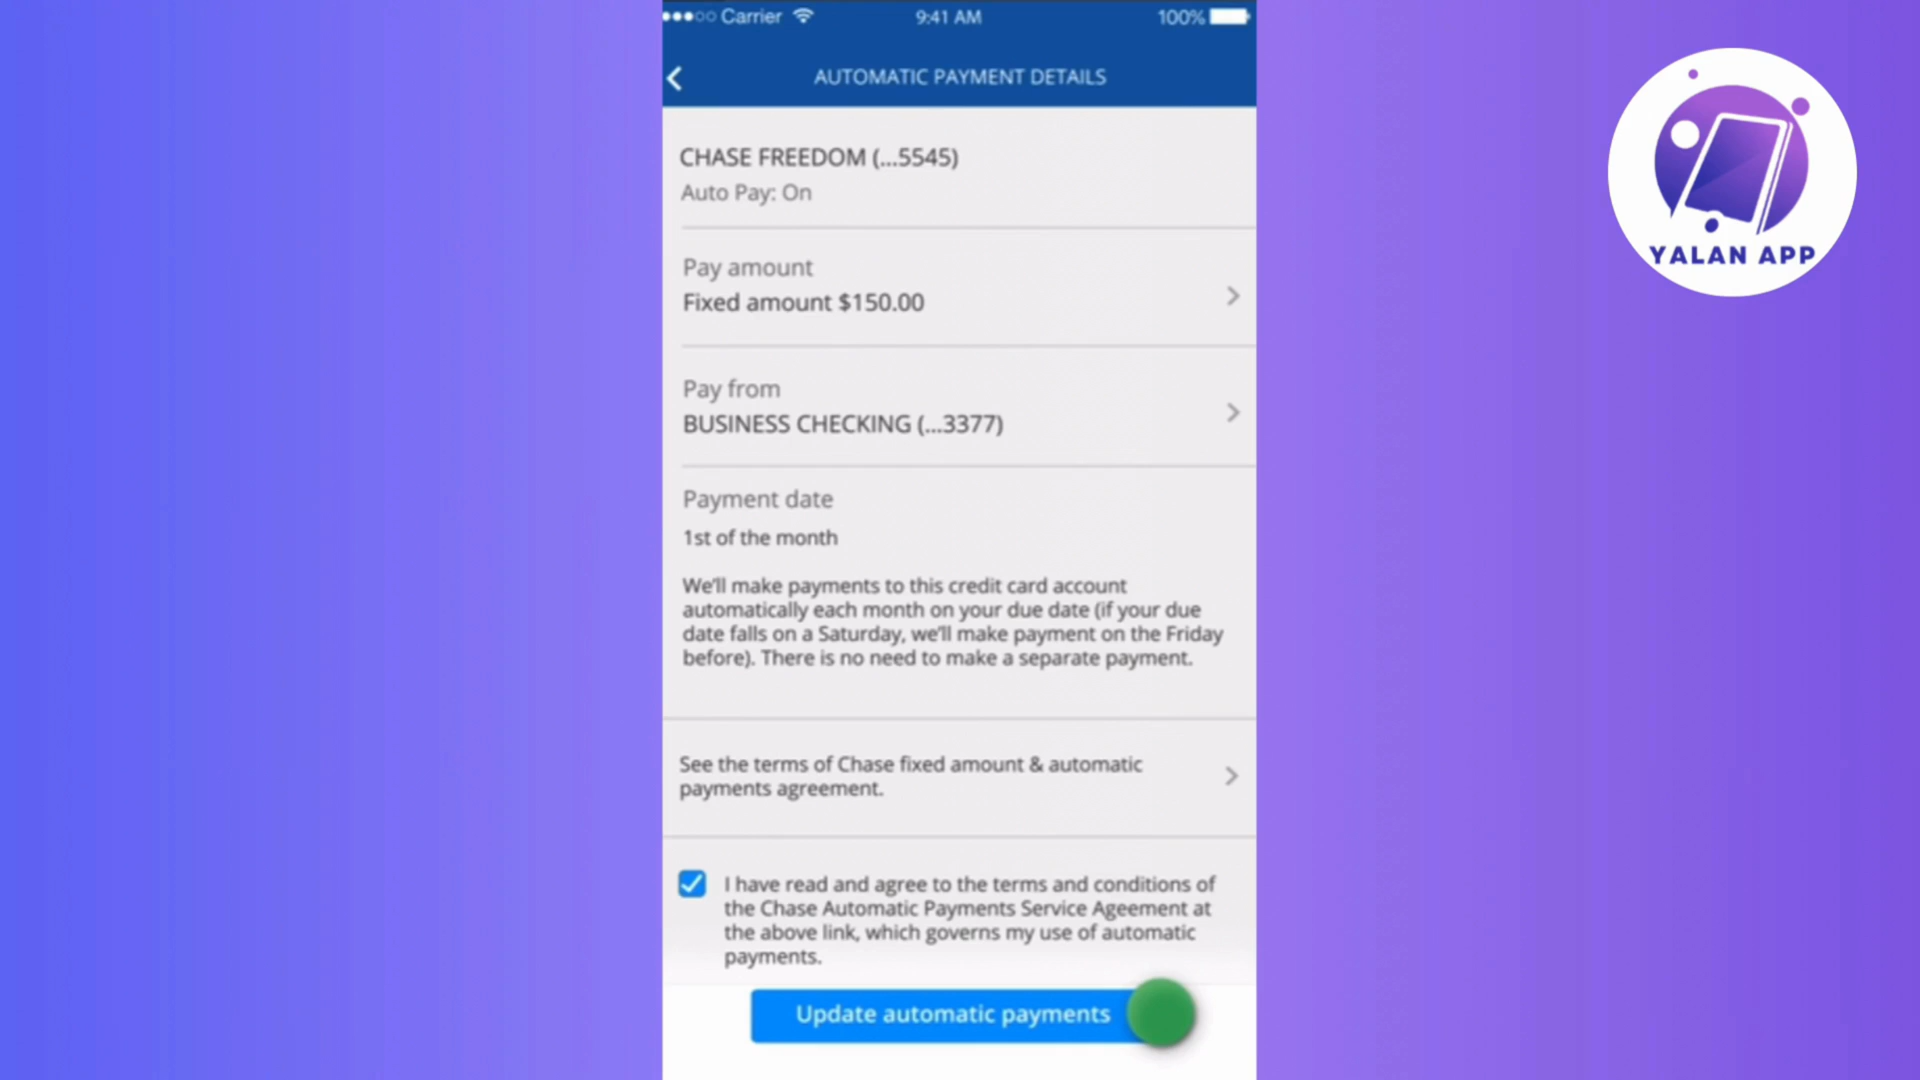 Carrier 9:41 AM 100%
AUTOMATIC PAYMENT DETAILS
CHASE FREEDOM (...5545)
Auto Pay: On
Pay amount
Fixed amount $150.00
Pay from
BUSINESS CHECKING (...3377)
Payment date
1st of the month
We'll make payments to this credit card account
automatically each month on your due date (if your due
date falls on a Saturday, we'll make payment on the Friday
before). There is no need to make a separate payment.
See the terms of Chase fixed amount & automatic
payments agreement.
I have read and agree to the terms and conditions of
the Chase Automatic Payments Service Ageement at
the above link, which governs my use of automatic
payments.
Update automatic payments
YALAN APP